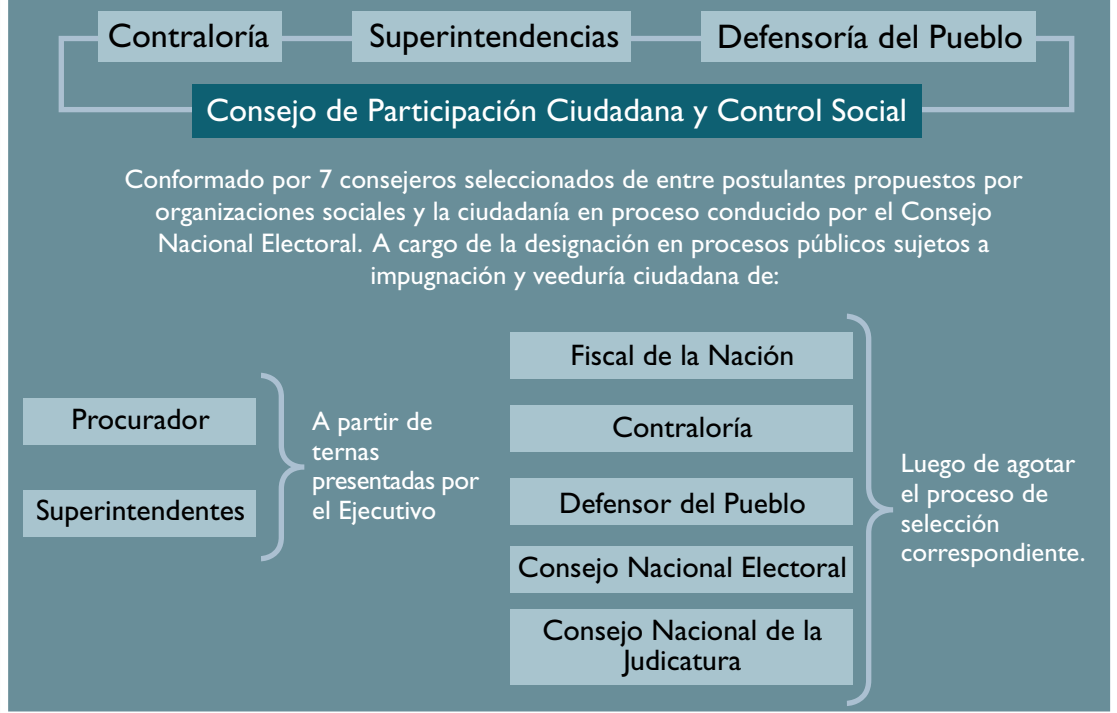 Contraloría
Superintendencias
Defensoría del Pueblo
Consejo de Participación Ciudadana y Control Social
Conformado por 7 consejeros seleccionados de entre postulantes propuestos por
organizaciones sociales y la ciudadanía en proceso conducido por el Consejo
Nacional Electoral. A cargo de la designación en procesos públicos sujetos a
impugnación y veeduría ciudadana de:
Procurador
Superintendentes
A partir de
ternas
presentadas por
el Ejecutivo
Fiscal de la Nación
Contraloría
Defensor del Pueblo
Consejo Nacional Electoral
Consejo Nacional de la
Judicatura
Luego de agotar
el proceso de
selección
correspondiente.